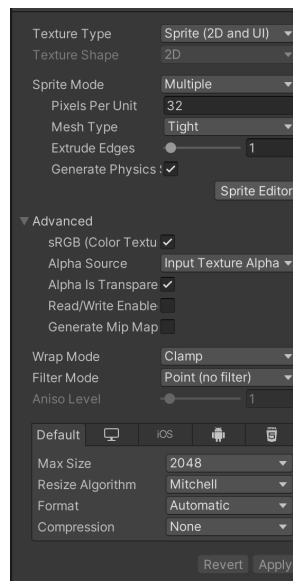 Texture Type Sprite (2D and UI)
Texture Shape 2D
Sprite Mode Multiple
Pixels Per Unit 32
Mesh Type Tight
Extrude Edges 1
Generate Physics S
Sprite Editor
Advanced
sRGB (Color Textu
Alpha Source Input Texture Alpha
Alpha Is Transpare
Read/Write Enable
Generate Mip Map
Wrap Mode Clamp
Filter Mode Point (no filter)
Aniso Level 1
Default iOS
Max Size 2048
Resize Algorithm Mitchell
Format Automatic
Compression None
Revert Apply